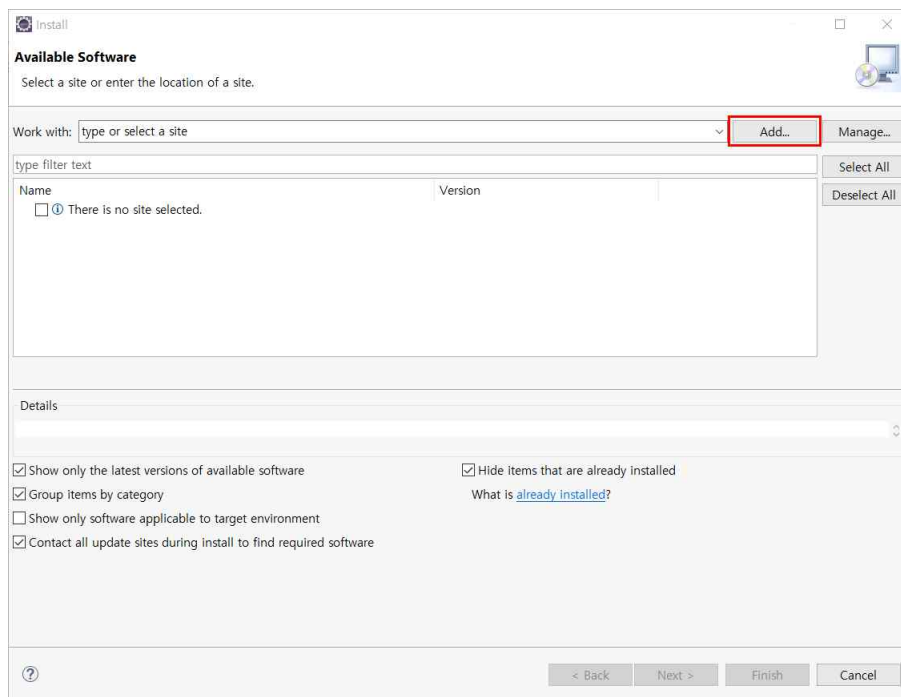 Install
Available Software
Select a site or enter the location of a site.
Work with: type or select a site Add... Manage...
type filter text Select All
Name Version Deselect All
There is no site selected.
Details
Show only the latest versions of available software Hide items that are already installed
Group items by category What is already installed?
Show only software applicable to target environment
Contact all update sites during install to find required software
? < Back Next > Finish Cancel